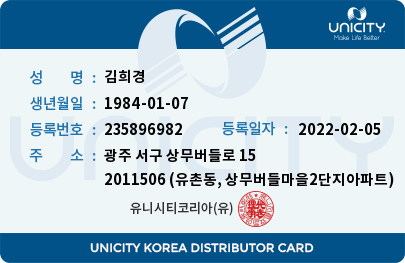 UNICITY
Make Life Better
성 명 : 김희경
생년월일 : 1984-01-07
등록번호 : 235896982 등록일자 : 2022-02-05
주 소 : 광주 서구 상무버들로 15
2011506 (유촌동, 상무버들마을2단지아파트)
유니시티코리아(유)
UNICITY
UNICITY KOREA DISTRIBUTOR CARD